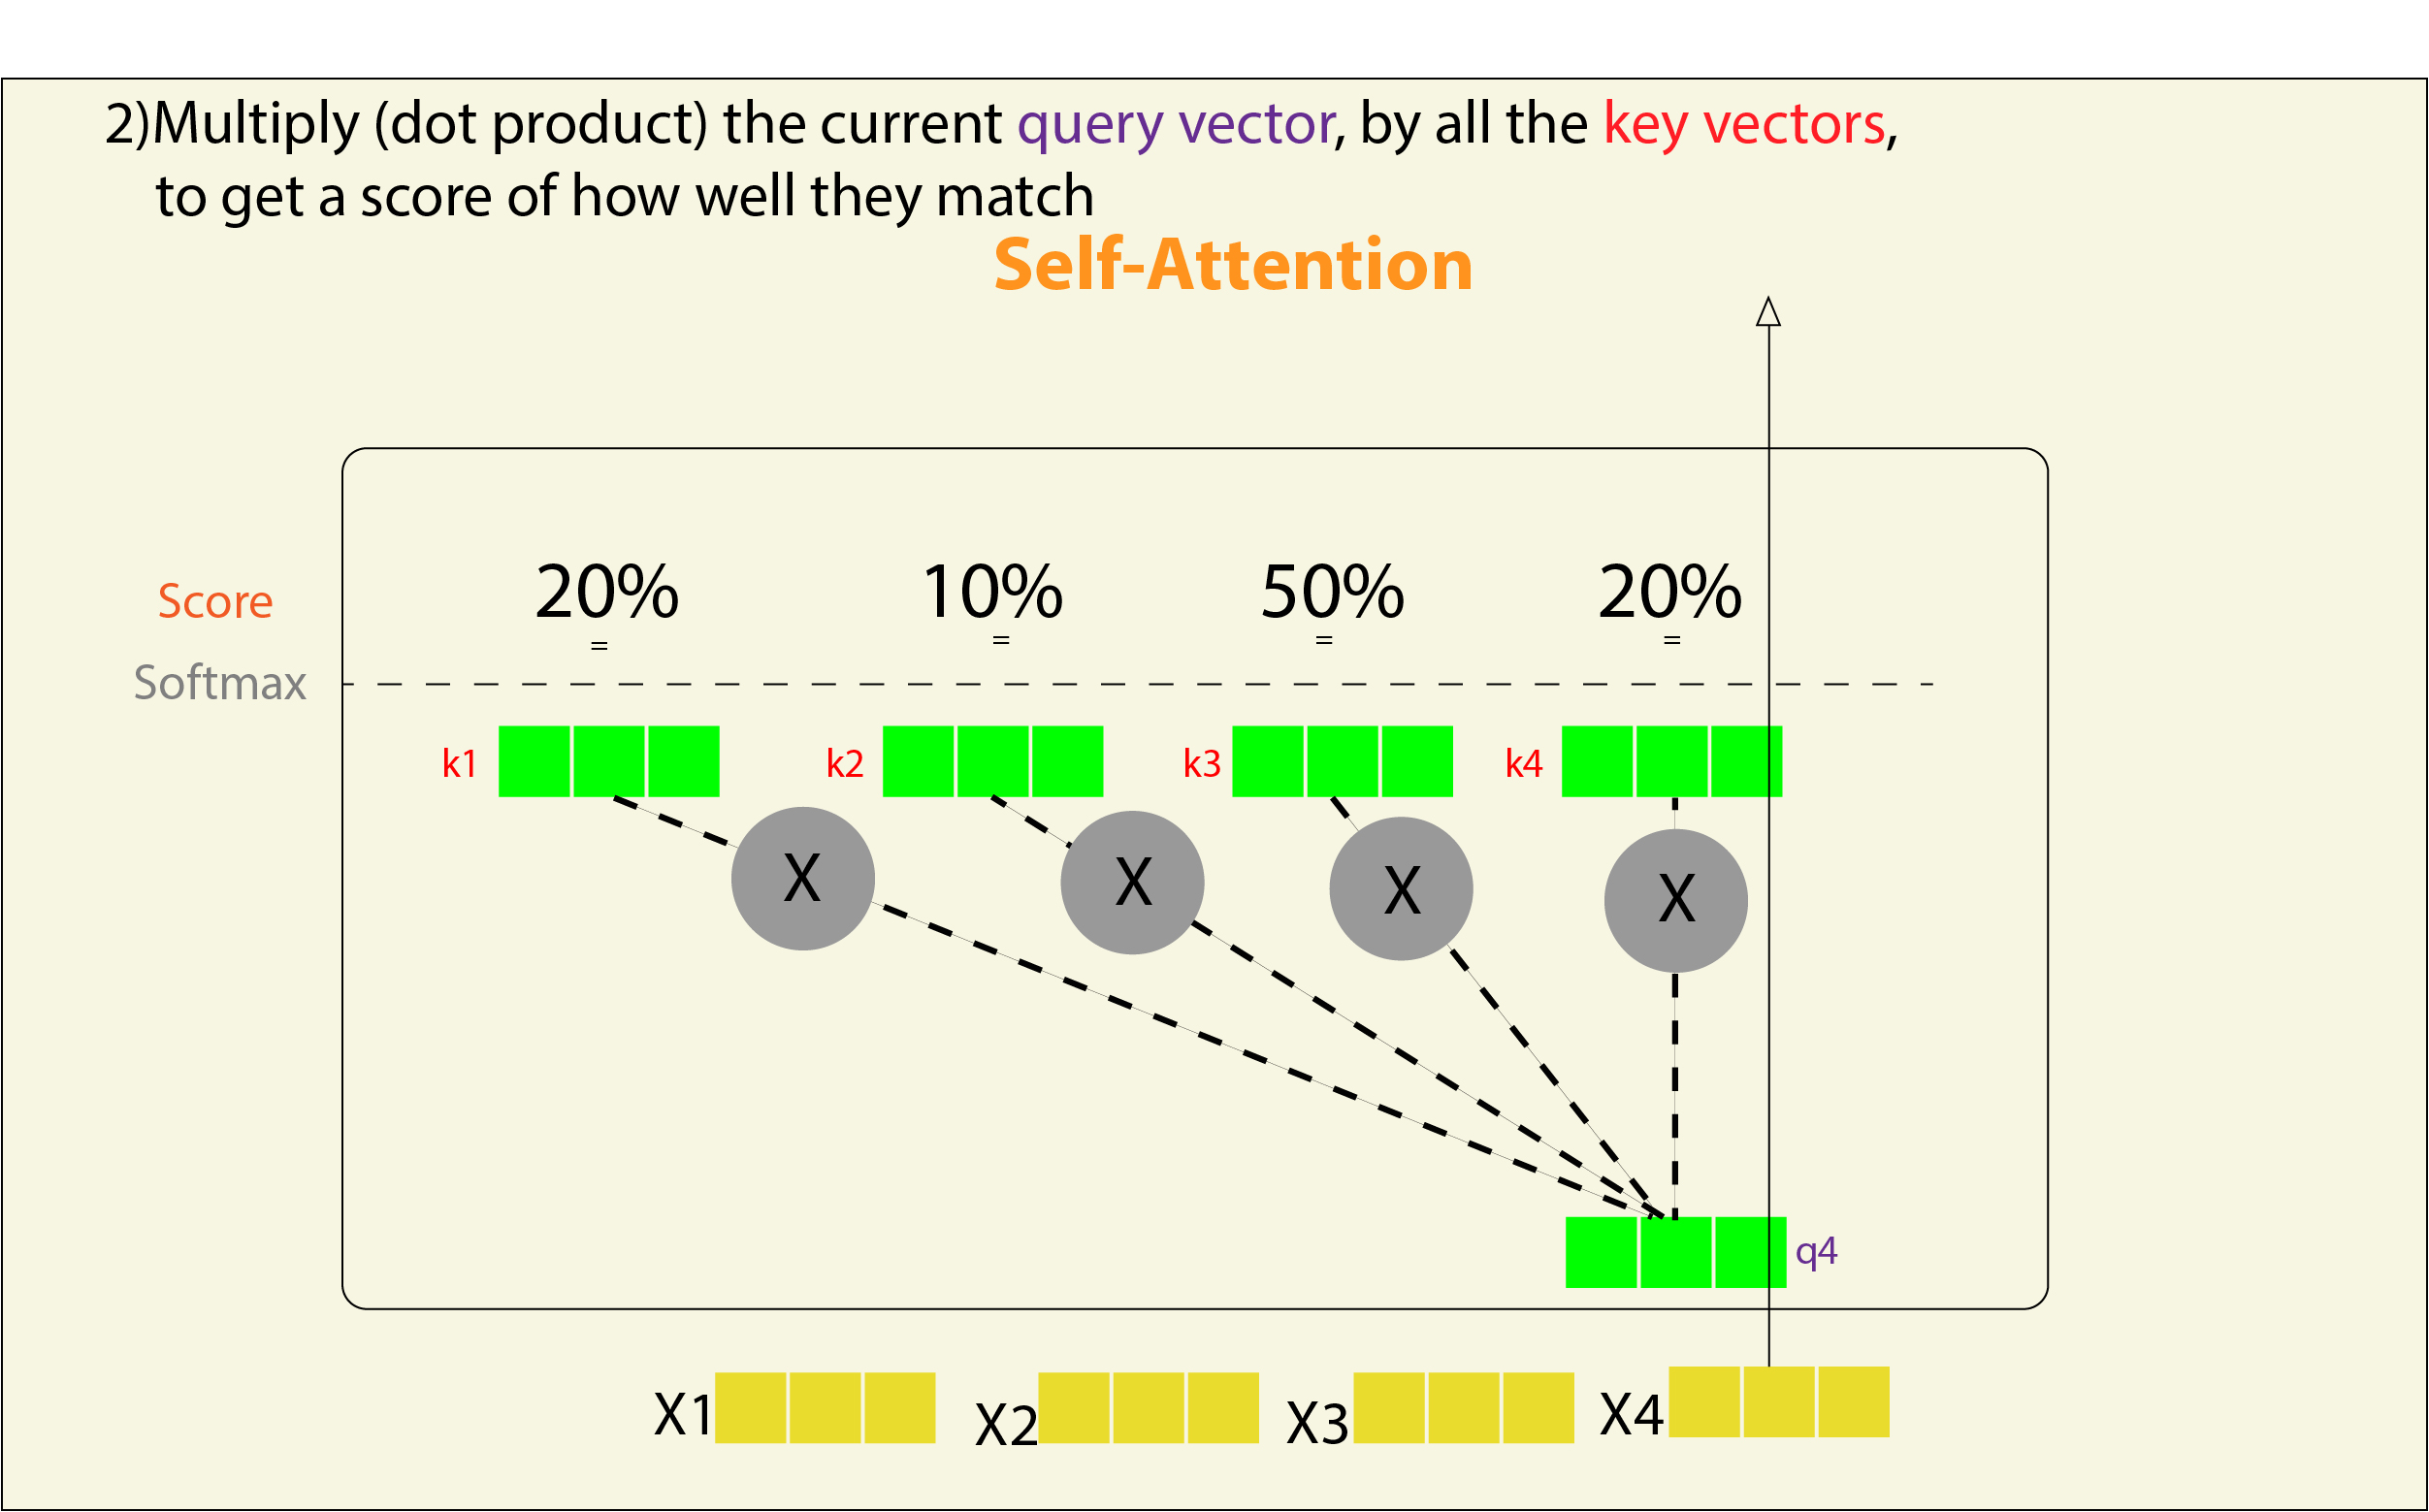 2)Multiply (dot product) the current query vector, by all the key vectors,
to get a score of how well they match
Self-Attention
Score 20% 10% 50% 20%
= = = =
Softmax
k1 k2 k3 k4
X X X X
q4
X1 X2 X3 X4